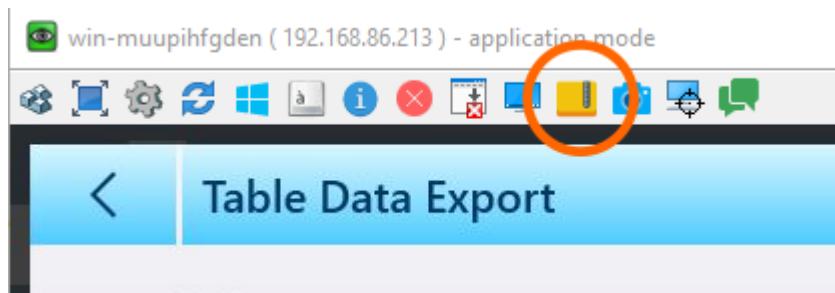 win-muupihfgden ( 192.168.86.213 ) - application mode
à
i
Table Data Export